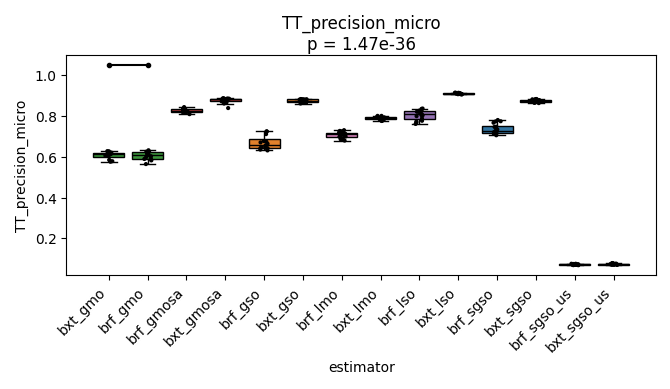 TT_precision_micro
p = 1.47e-36
TT_precision_micro
1.0
0.8
0.6
0.4
0.2
bxt_gmo
brf_gmo
brf_gmosa
bxt_gmosa
brf_gso
bxt_gso
brf_lmo
bxt_lmo
brf_lso
bxt_lso
brf_sgso
bxt_sgso
brf_sgso_us
bxt_sgso_us
estimator